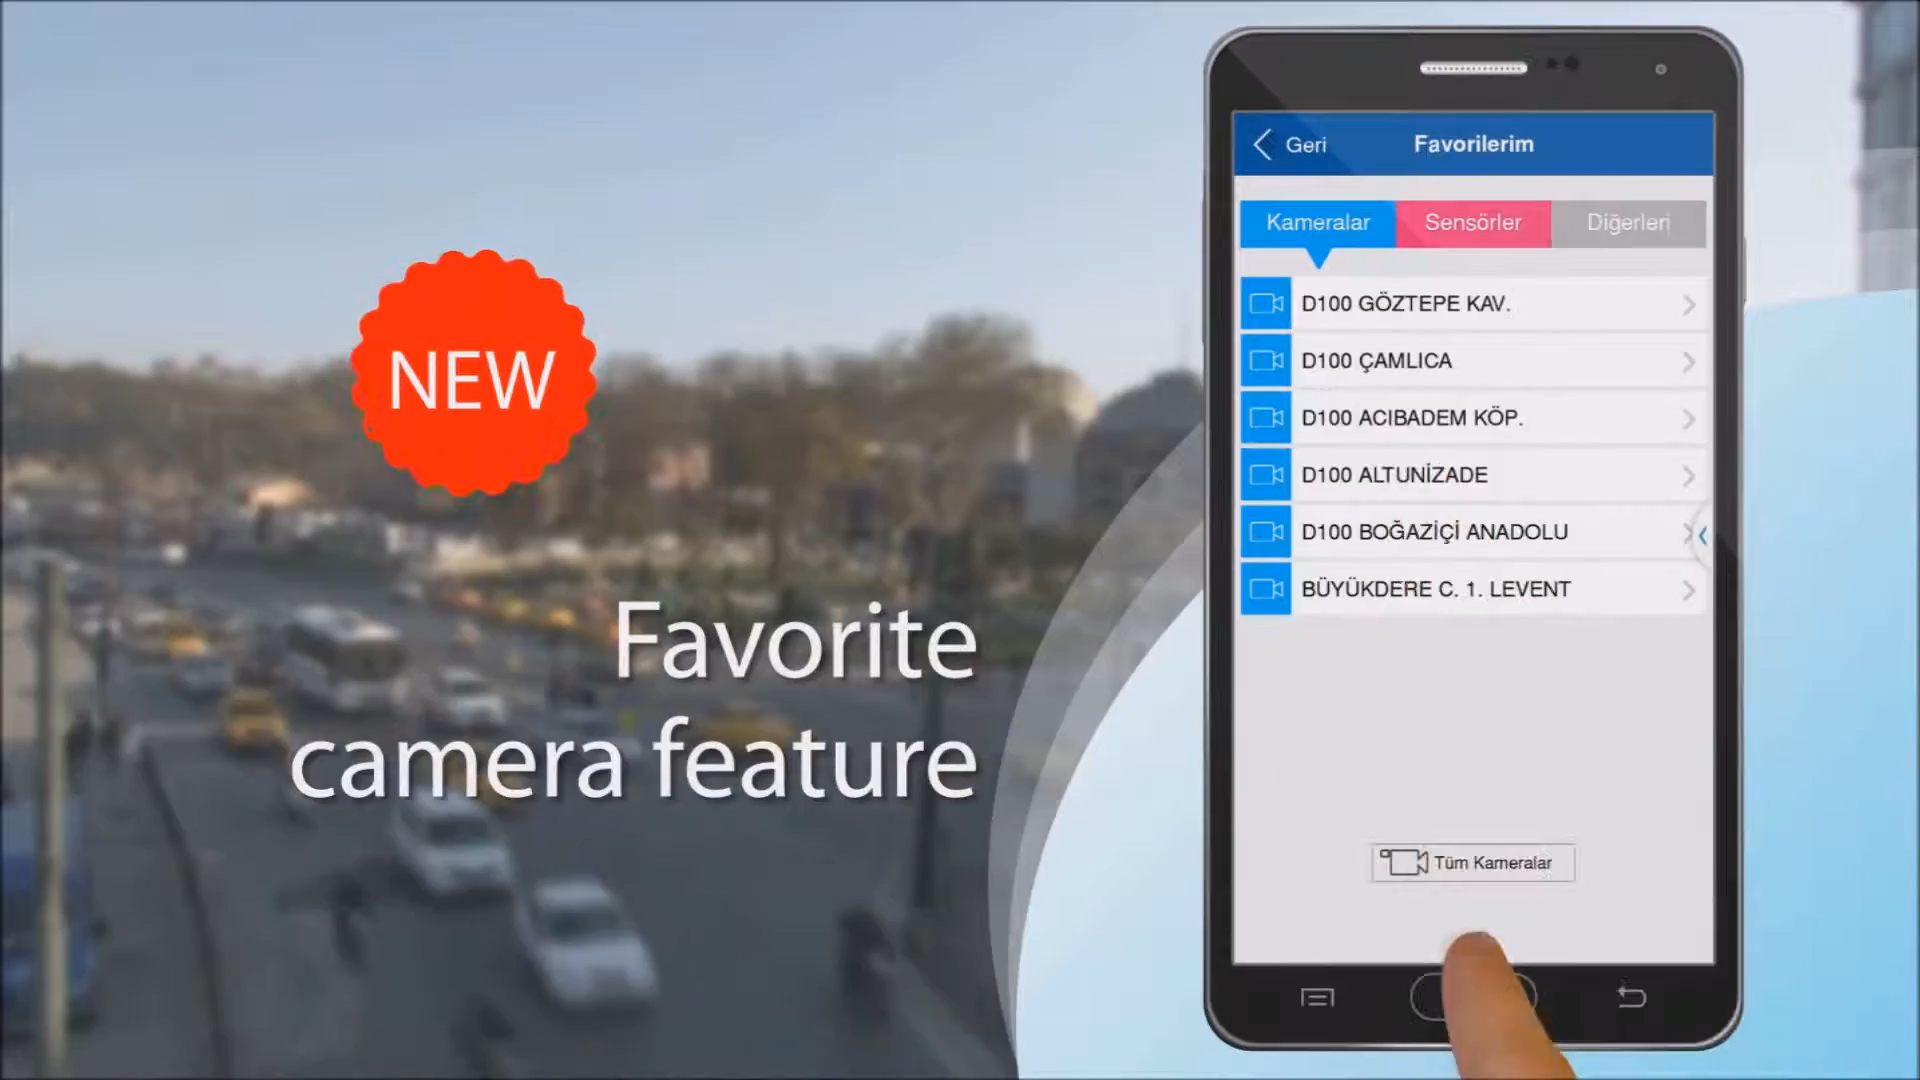 NEW
Favorite
camera feature
Geri
Favorilerim
Kameralar
Sensörler
Diğerleri
D100 GÖZTEPE KAV.
D100 ÇAMLICA
D100 ACIBADEM KÖP.
D100 ALTUNİZADE
D100 BOĞAZİÇİ ANADOLU
BÜYÜKDERE C. 1. LEVENT
Tüm Kameralar